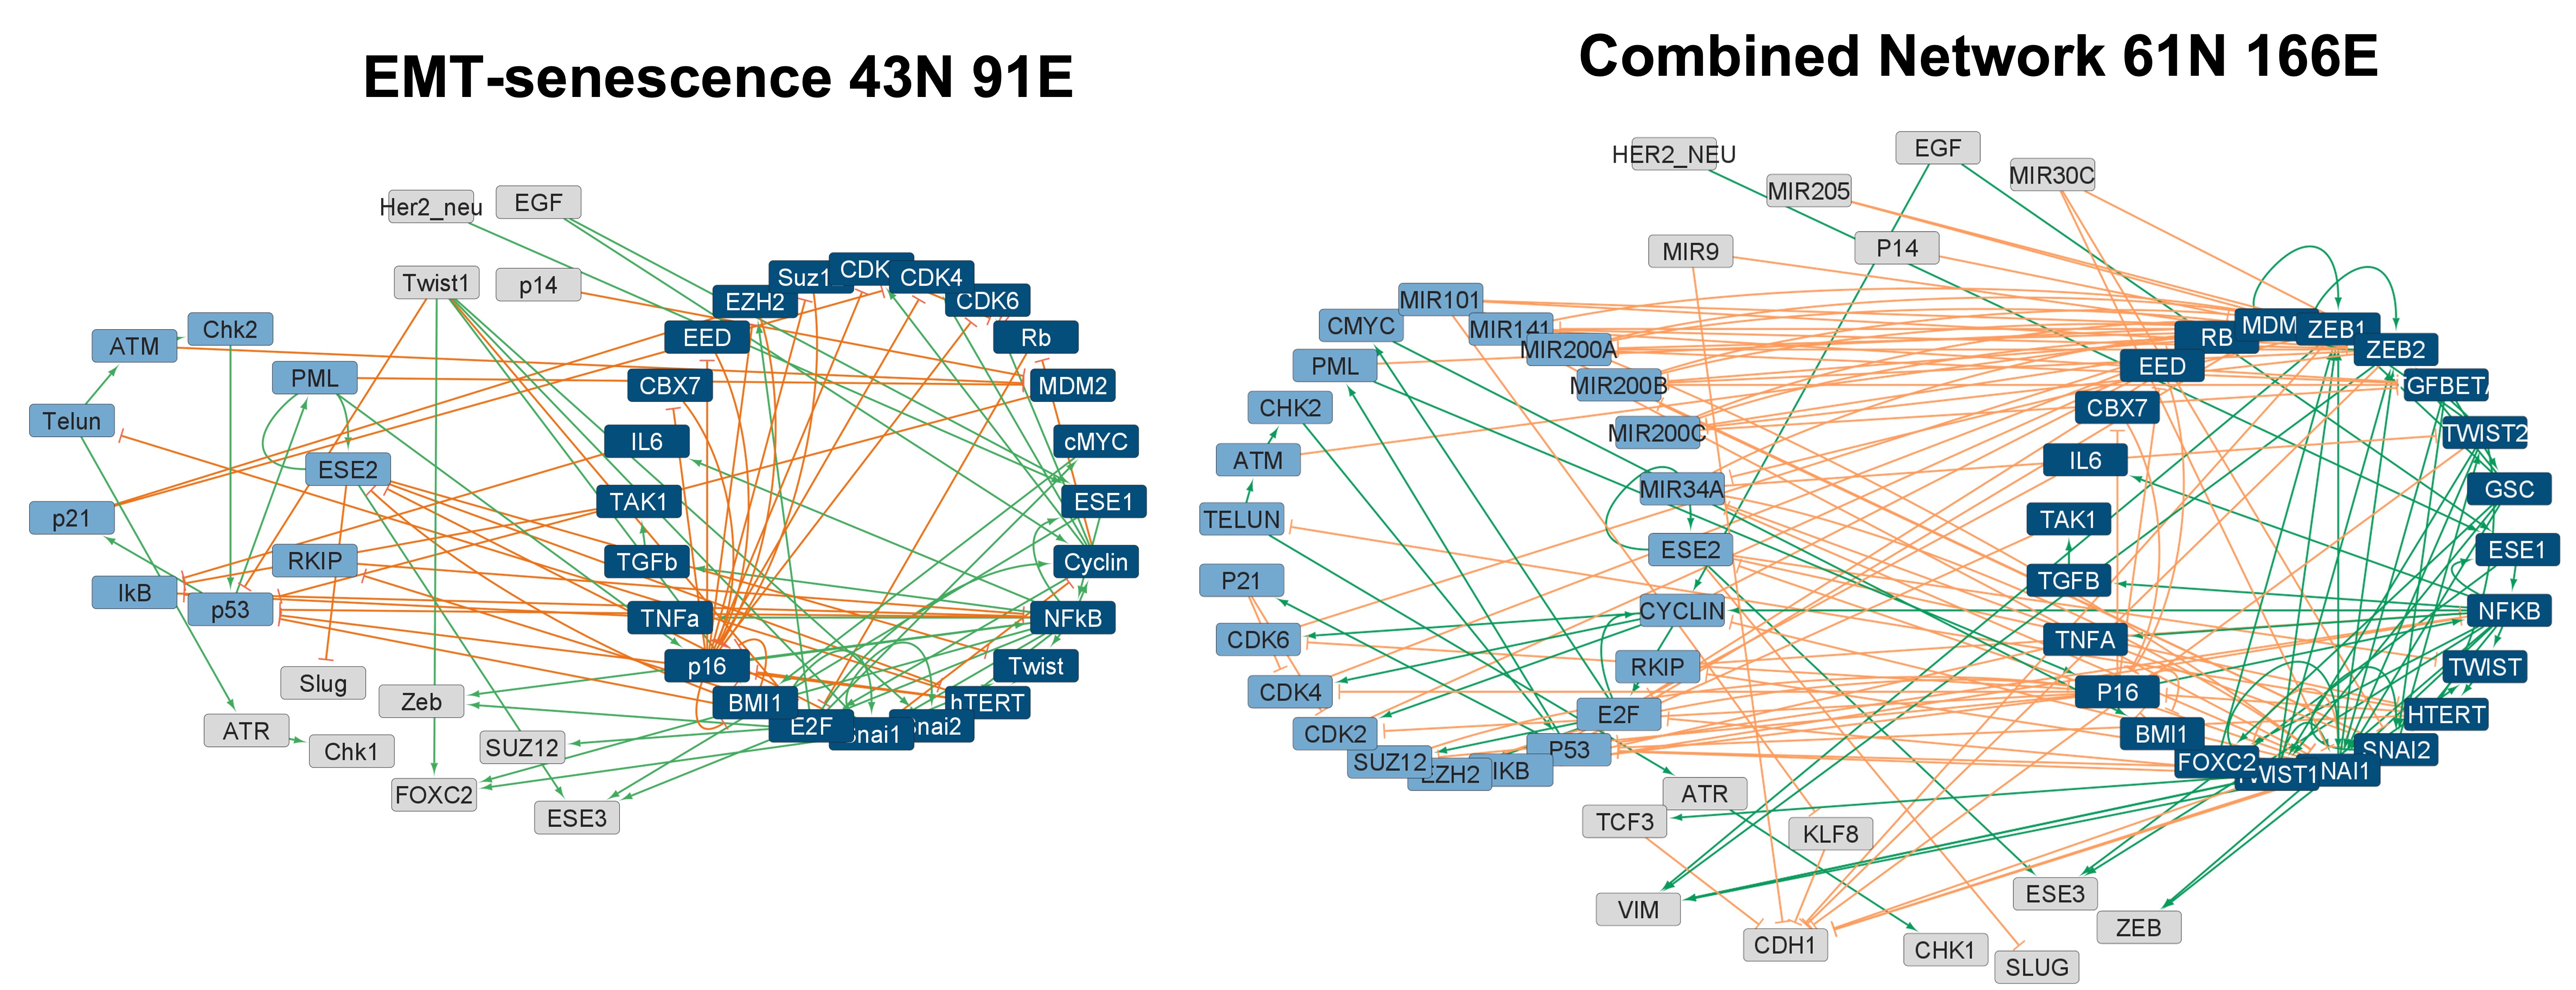 EMT-senescence 43N 91E
Her2_neu
EGF
Twist1
p14
Chk2
ATM
PML
Telun
ESE2
p21
RKIP
IkB
p53
Slug
Zeb
ATR
Chk1
SUZ12
FOXC2
ESE3
Suz1
CDK
CDK4
EZH2
CDK6
EED
Rb
CBX7
MDM2
IL6
cMYC
TAK1
ESE1
TGFb
Cyclin
TNFa
NFkB
p16
Twist
BMI1
hTERT
E2F
Snai1
Snai2
Combined Network 61N 166E
HER2_NEU
EGF
MIR205
MIR30C
MIR9
P14
MIR101
CMYC
MIR141
MIR200A
PML
MIR200B
CHK2
MIR200C
ATM
MIR34A
TELUN
ESE2
P21
CYCLIN
CDK6
RKIP
CDK4
E2F
CDK2
P53
SUZ12
EZH2
IKB
ATR
TCF3
KLF8
VIM
CDH1
ESE3
ZEB
CHK1
SLUG
MDM
ZEB1
RB
ZEB2
EED
GFBETA
CBX7
TWIST2
IL6
GSC
TAK1
ESE1
TGFB
NFKB
TNFA
TWIST
P16
HTERT
BMI1
SNAI2
FOXC2
TWIST1
NAI1